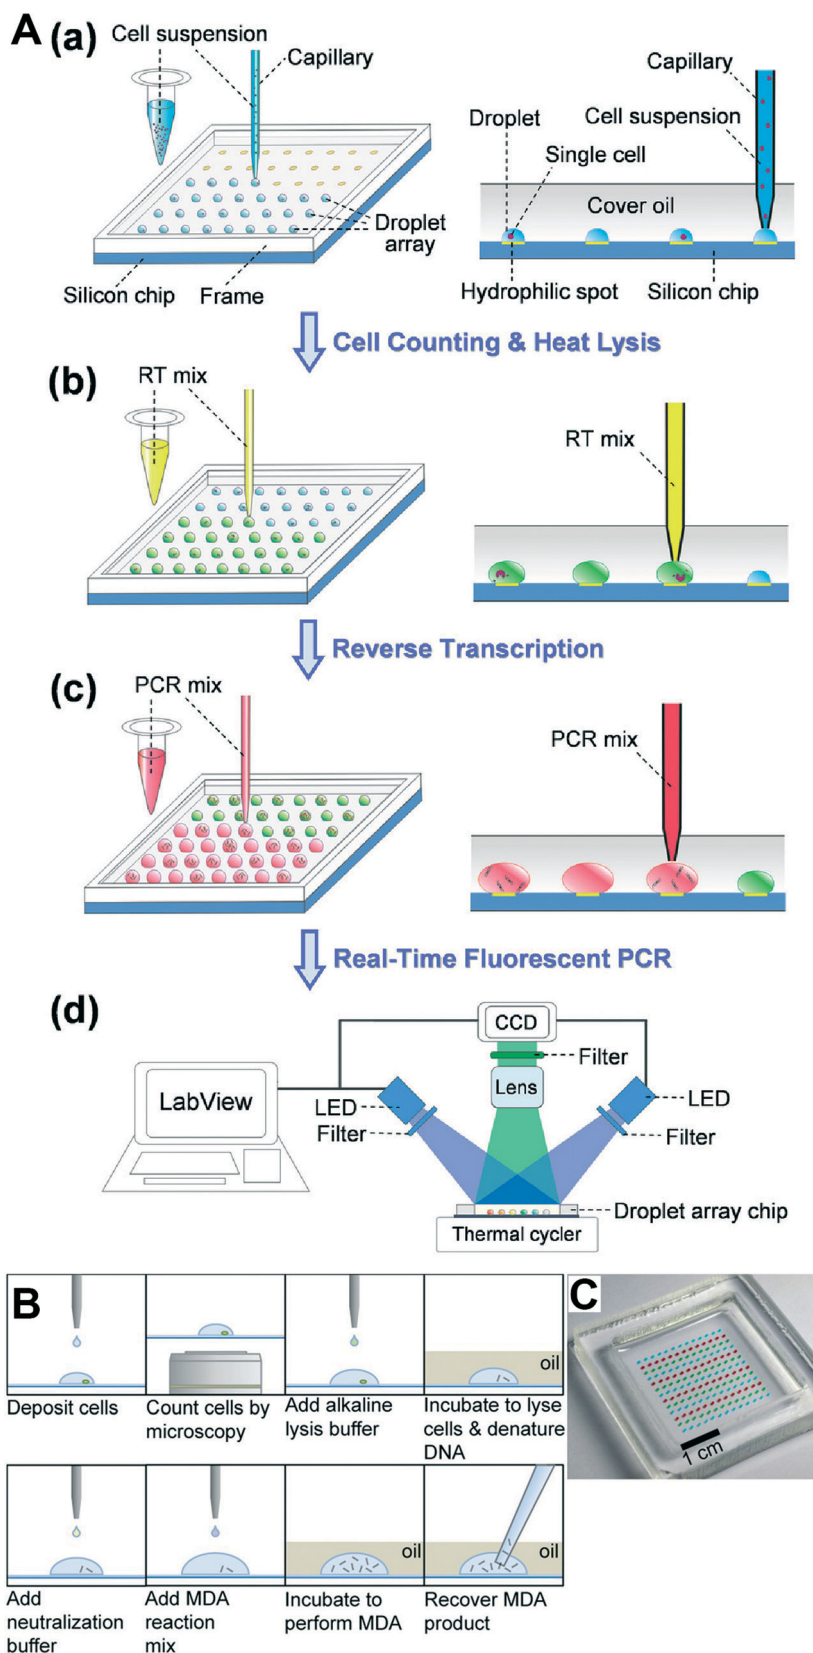 A
(a)
Cell suspension
Capillary
Droplet
array
Silicon chip
Frame
Capillary
Cell suspension
Droplet
Single cell
Cover oil
Hydrophilic spot
Silicon chip
Cell Counting & Heat Lysis
(b)
RT mix
RT mix
Reverse Transcription
(c)
PCR mix
PCR mix
Real-Time Fluorescent PCR
(d)
CCD
Filter
Lens
LabView
LED
Filter
LED
Filter
Droplet array chip
Thermal cycler
B
Deposit cells
Count cells by
microscopy
Add alkaline
lysis buffer
oil
Incubate to lyse
cells & denature
DNA
Add
neutralization
buffer
Add MDA
reaction
mix
oil
Incubate to
perform MDA
oil
Recover MDA
product
C
1 cm